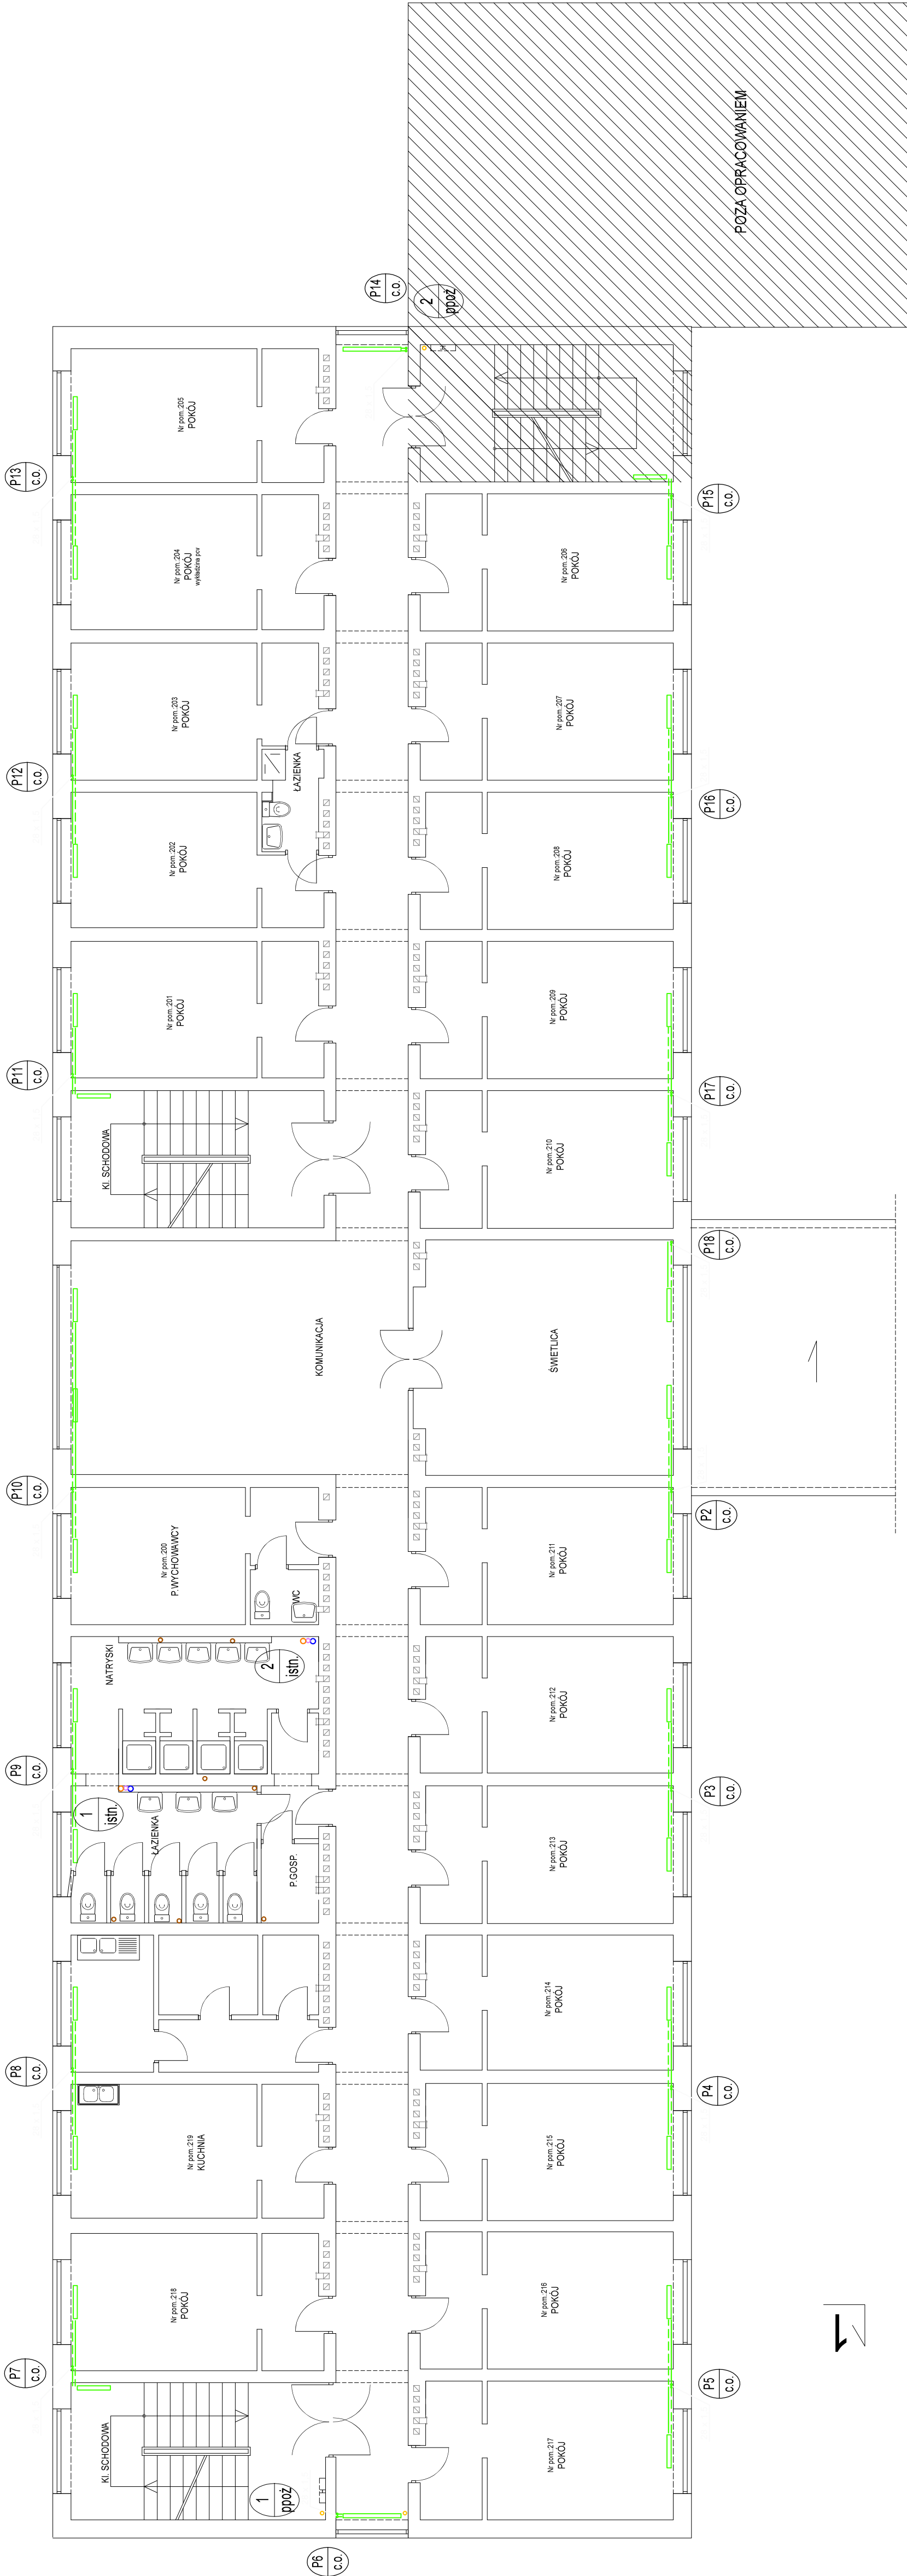 POZA OPRACOWANIEM
P14
c.o.
2
ppoż
Nr pom.:205
POKÓJ
P13
c.o.
Nr pom.:204
POKÓJ
wykładzina pcv
Nr pom.:206
POKÓJ
P15
c.o.
Nr pom.:203
POKÓJ
Nr pom.:207
POKÓJ
P12
c.o.
ŁAZIENKA
P16
c.o.
Nr pom.:202
POKÓJ
Nr pom.:208
POKÓJ
Nr pom.:201
POKÓJ
Nr pom.:209
POKÓJ
P11
c.o.
P17
c.o.
KI. SCHODOWA
Nr pom.:210
POKÓJ
P18
c.o.
KOMUNIKACJA
ŚWIETLICA
P10
c.o.
P2
c.o.
Nr pom.:200
P.WYCHOWAWCY
WC
Nr pom.:211
POKÓJ
NATRYSKI
2
istn.
Nr pom.:212
POKÓJ
P9
c.o.
P3
c.o.
1
istn.
ŁAZIENKA
P.GOSP.
Nr pom.:213
POKÓJ
Nr pom.:214
POKÓJ
P8
c.o.
P4
c.o.
Nr pom.:219
KUCHNIA
Nr pom.:215
POKÓJ
Nr pom.:218
POKÓJ
Nr pom.:216
POKÓJ
P7
c.o.
P5
c.o.
KI. SCHODOWA
Nr pom.:217
POKÓJ
1
ppoż
P6
c.o.